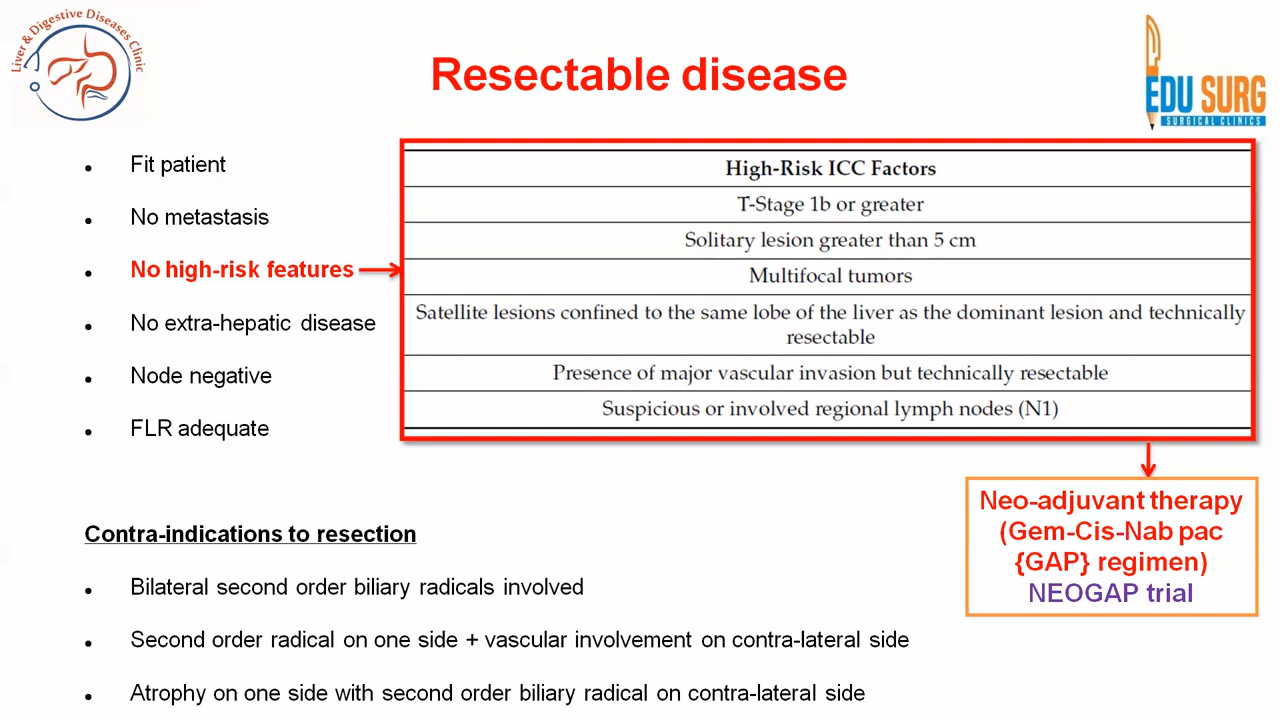 Liver & Digestive Diseases Clinic
Resectable disease
EDU SURG
SURGICAL CLINICS
Fit patient
No metastasis
No high-risk features
No extra-hepatic disease
Node negative
FLR adequate
High-Risk ICC Factors
T-Stage 1b or greater
Solitary lesion greater than 5 cm
Multifocal tumors
Satellite lesions confined to the same lobe of the liver as the dominant lesion and technically
resectable
Presence of major vascular invasion but technically resectable
Suspicious or involved regional lymph nodes (N1)
Neo-adjuvant therapy
(Gem-Cis-Nab pac
{GAP} regimen)
NEOGAP trial
Contra-indications to resection
Bilateral second order biliary radicals involved
Second order radical on one side + vascular involvement on contra-lateral side
Atrophy on one side with second order biliary radical on contra-lateral side